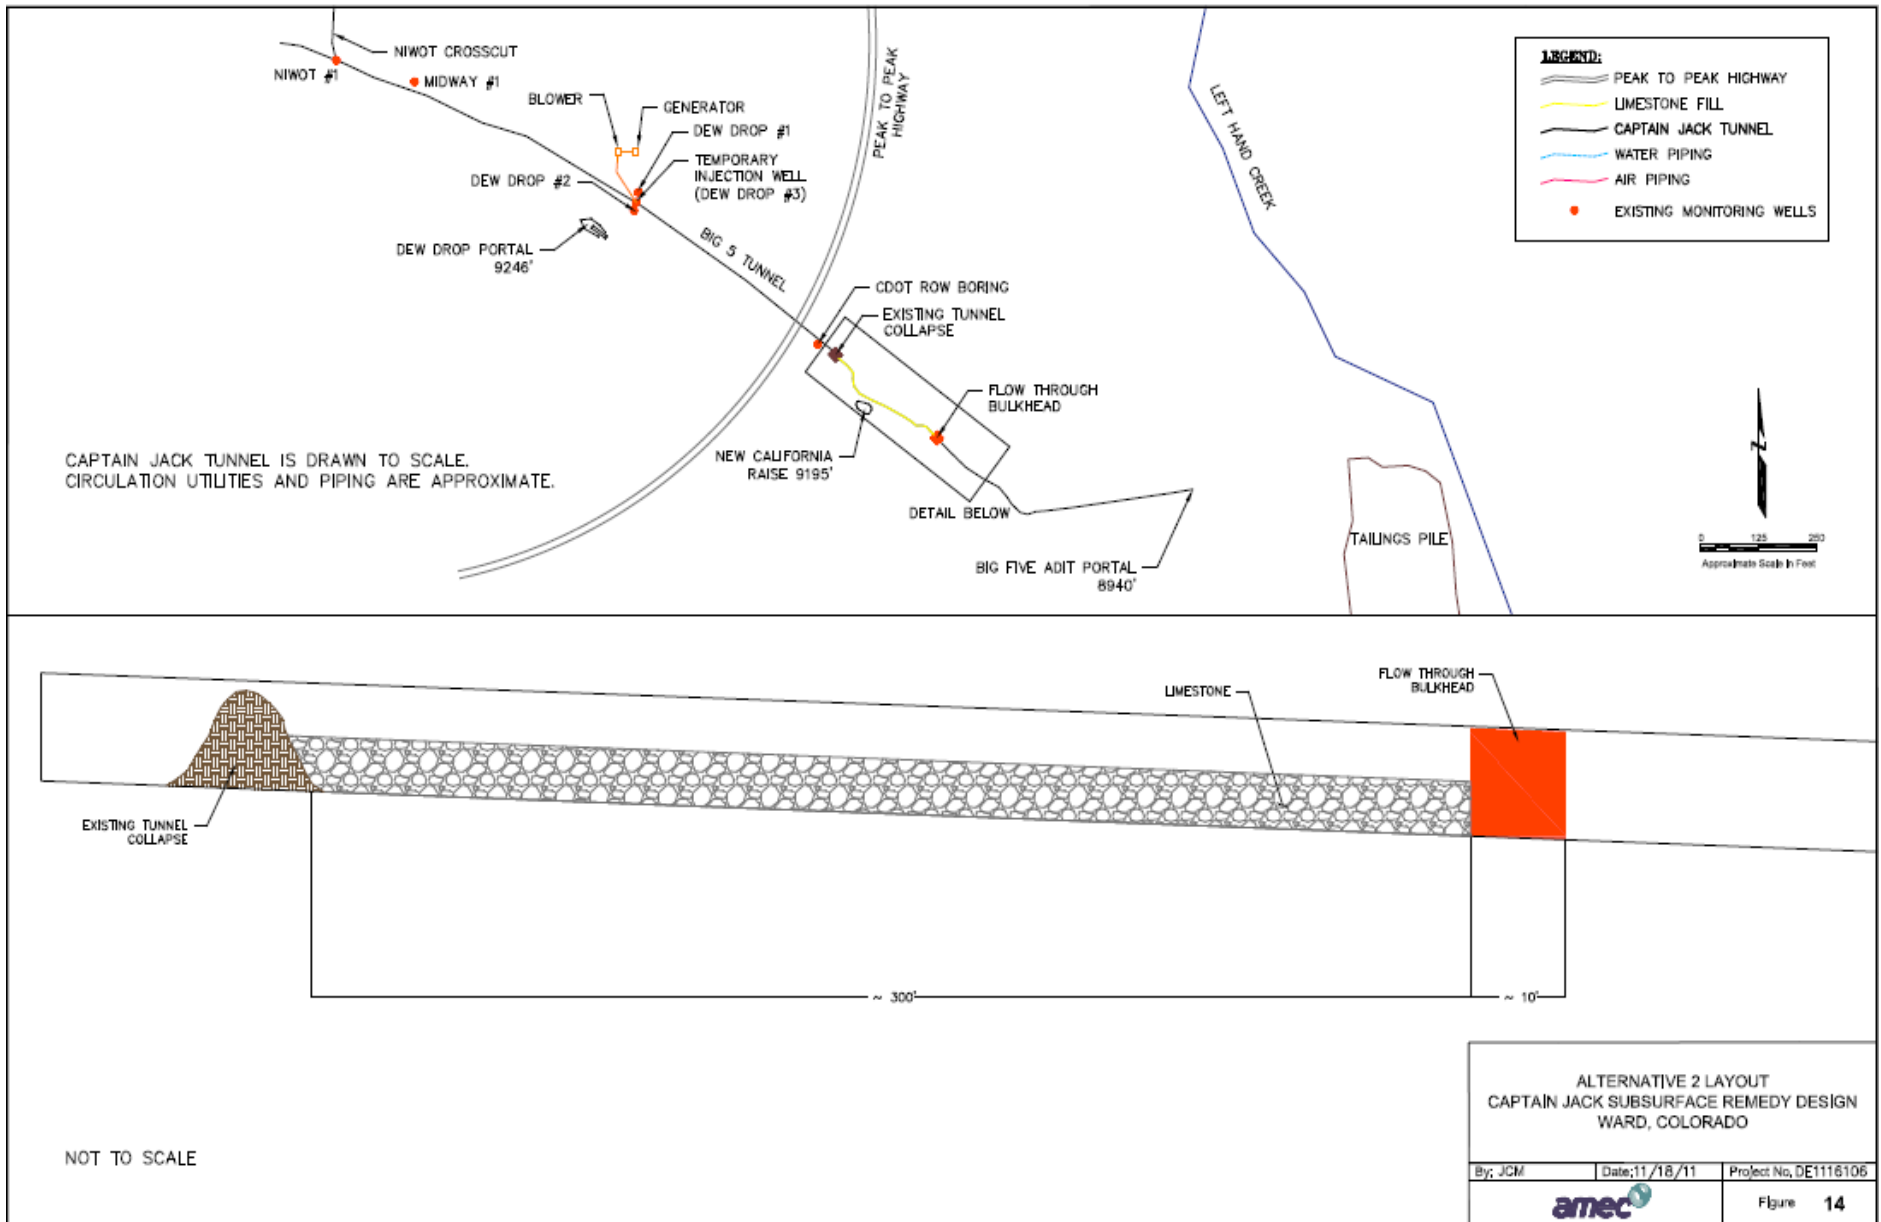 NIWOT CROSSCUT
NIWOT #1
MIDWAY #1
BLOWER
GENERATOR
DEW DROP #1
TEMPORARY
INJECTION WELL
(DEW DROP #3)
DEW DROP #2
DEW DROP PORTAL
9246'
BIG 5 TUNNEL
PEAK TO PEAK
HIGHWAY
LEFT HAND CREEK
CDOT ROW BORING
EXISTING TUNNEL
COLLAPSE
FLOW THROUGH
BULKHEAD
NEW CALIFORNIA
RAISE 9195'
DETAIL BELOW
BIG FIVE ADIT PORTAL
8940'
TAILINGS PILE
CAPTAIN JACK TUNNEL IS DRAWN TO SCALE.
CIRCULATION UTILITIES AND PIPING ARE APPROXIMATE.
LEGEND:
PEAK TO PEAK HIGHWAY
LIMESTONE FILL
CAPTAIN JACK TUNNEL
WATER PIPING
AIR PIPING
EXISTING MONITORING WELLS
N
0 125 250
Approximate Scale in Feet
LIMESTONE
FLOW THROUGH
BULKHEAD
EXISTING TUNNEL
COLLAPSE
~ 300'
~ 10'
NOT TO SCALE
ALTERNATIVE 2 LAYOUT
CAPTAIN JACK SUBSURFACE REMEDY DESIGN
WARD, COLORADO
By: JCM
Date:11/18/11
Project No. DE1116106
amec
Figure 14